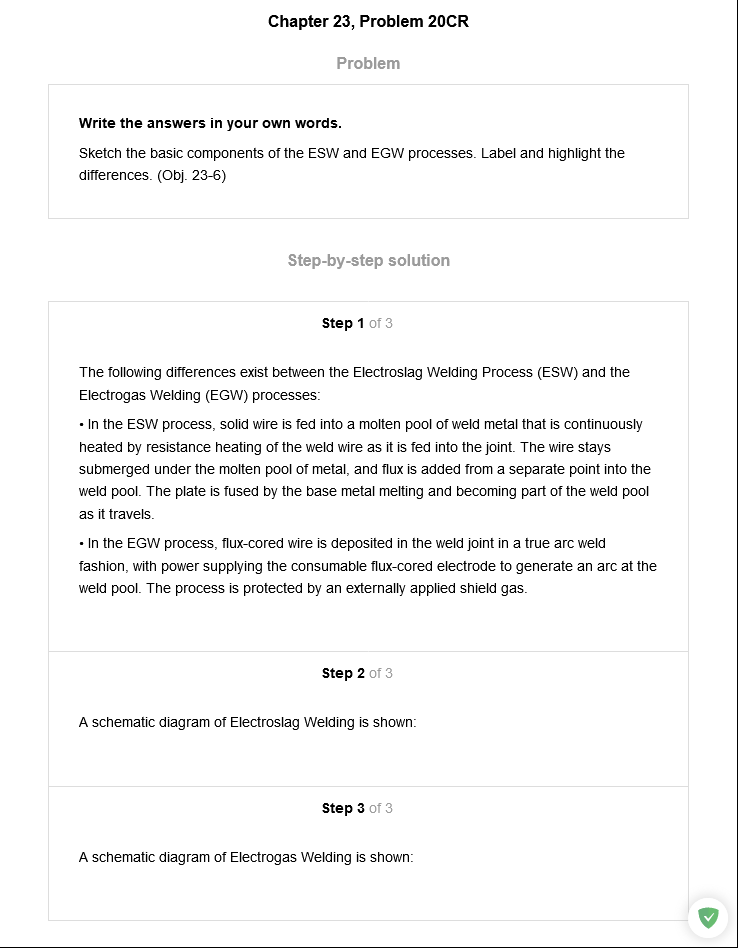 Chapter 23, Problem 20CR
Problem
Write the answers in your own words.
Sketch the basic components of the ESW and EGW processes. Label and highlight the
differences. (Obj. 23-6)
Step-by-step solution
Step 1 of 3
The following differences exist between the Electroslag Welding Process (ESW) and the
Electrogas Welding (EGW) processes:
• In the ESW process, solid wire is fed into a molten pool of weld metal that is continuously
heated by resistance heating of the weld wire as it is fed into the joint. The wire stays
submerged under the molten pool of metal, and flux is added from a separate point into the
weld pool. The plate is fused by the base metal melting and becoming part of the weld pool
as it travels.
• In the EGW process, flux-cored wire is deposited in the weld joint in a true arc weld
fashion, with power supplying the consumable flux-cored electrode to generate an arc at the
weld pool. The process is protected by an externally applied shield gas.
Step 2 of 3
A schematic diagram of Electroslag Welding is shown:
Step 3 of 3
A schematic diagram of Electrogas Welding is shown: